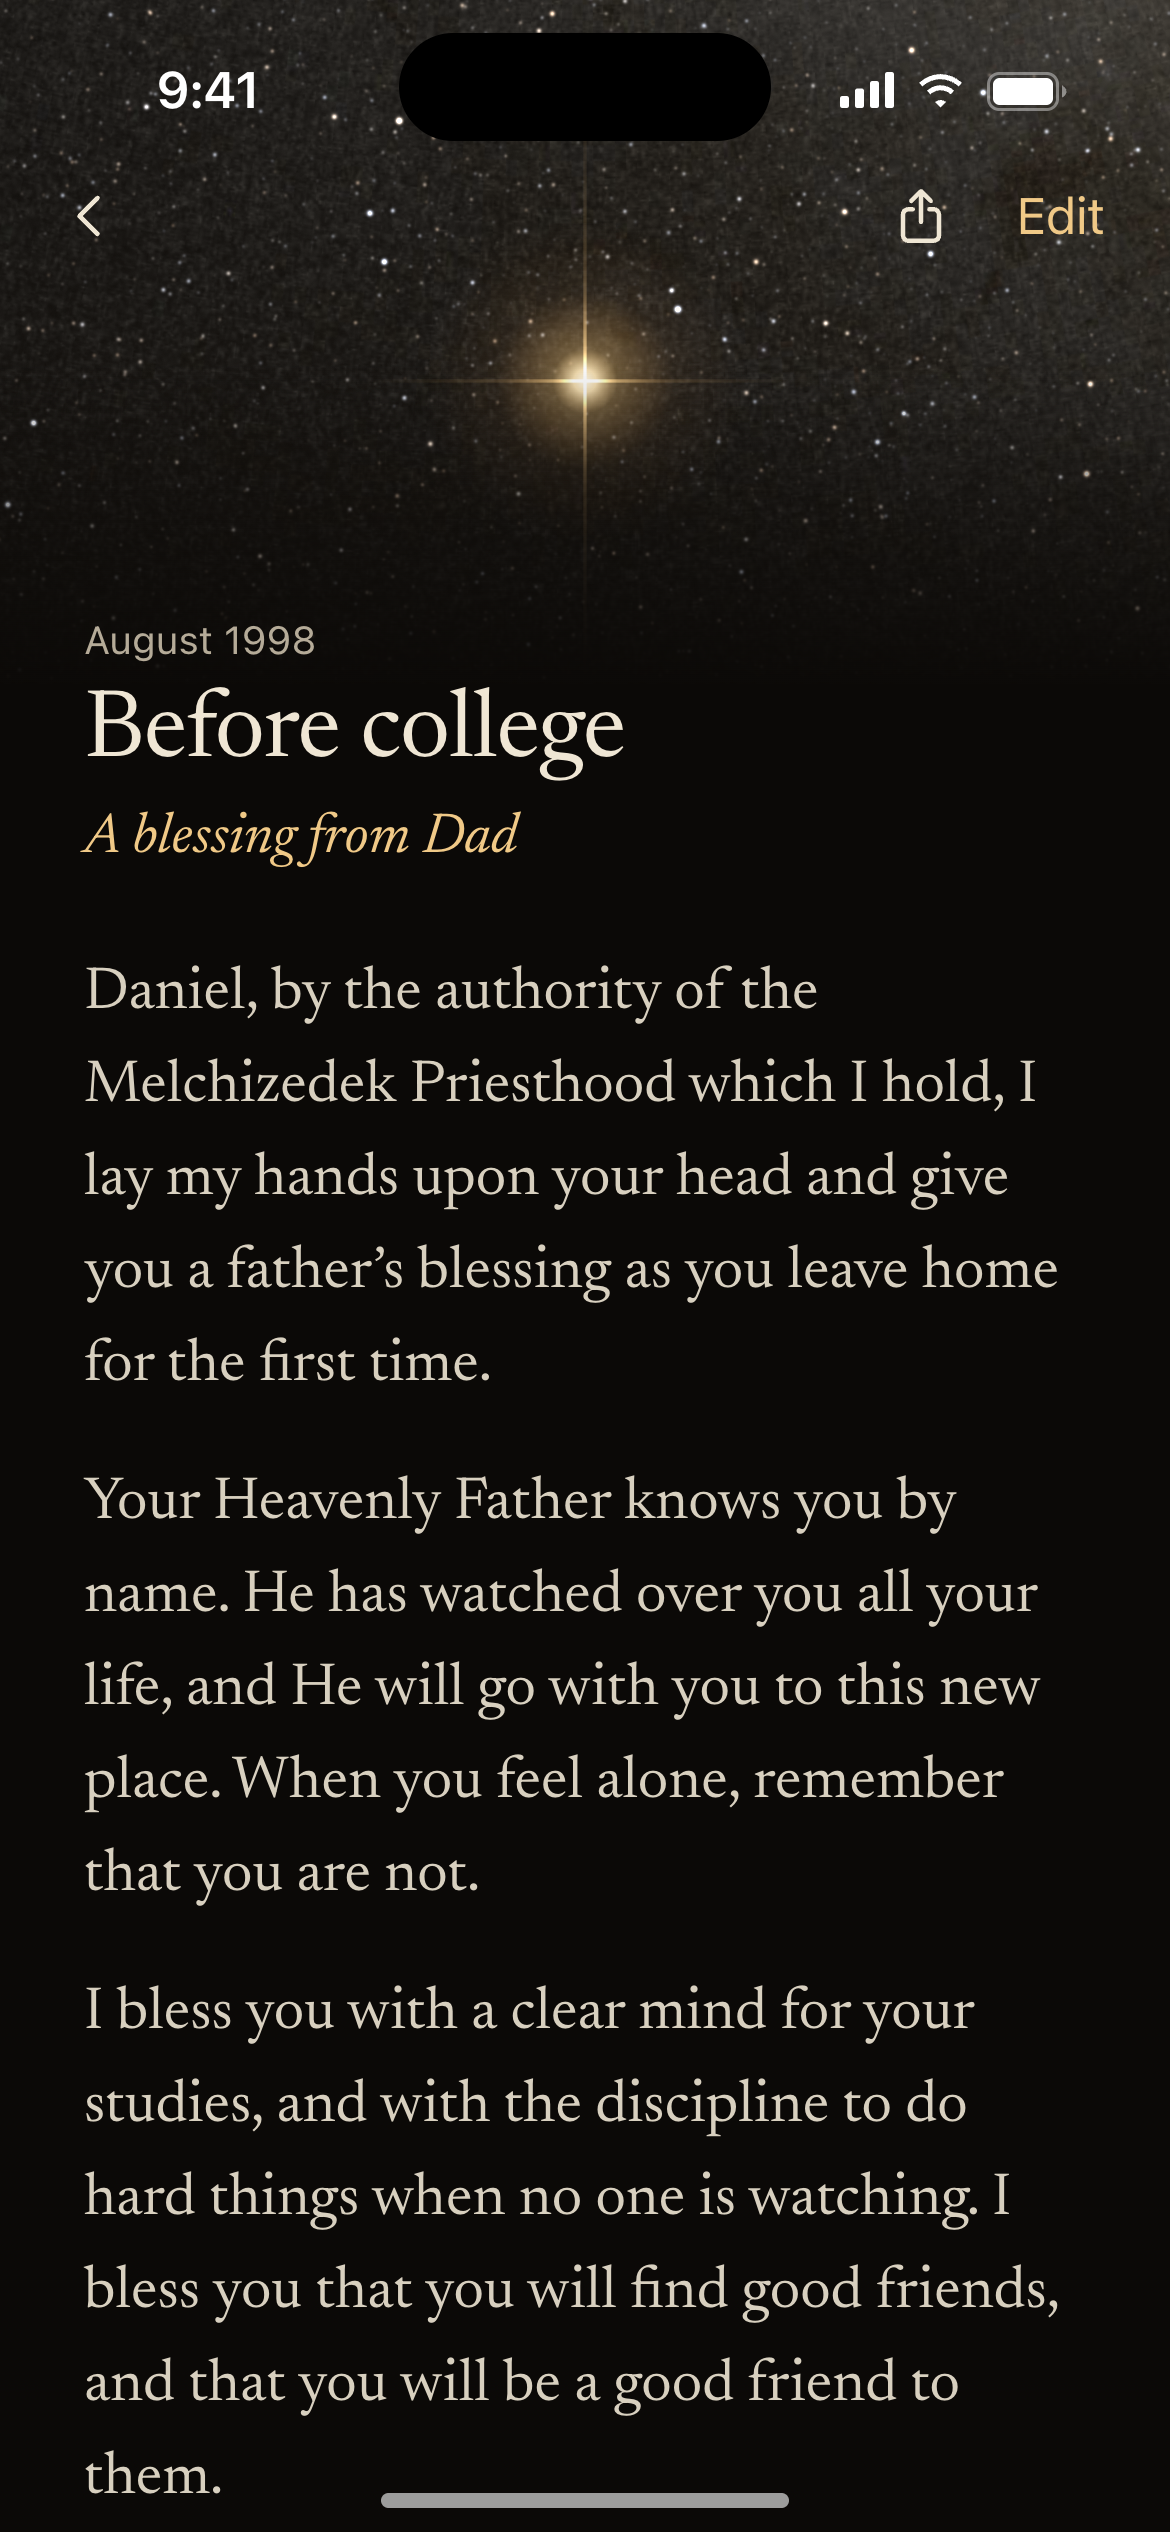 9:41
Edit
August 1998
Before college
A blessing from Dad
Daniel, by the authority of the
Melchizedek Priesthood which I hold, I
lay my hands upon your head and give
you a father’s blessing as you leave home
for the first time.
Your Heavenly Father knows you by
name. He has watched over you all your
life, and He will go with you to this new
place. When you feel alone, remember
that you are not.
I bless you with a clear mind for your
studies, and with the discipline to do
hard things when no one is watching. I
bless you that you will find good friends,
and that you will be a good friend to
them.